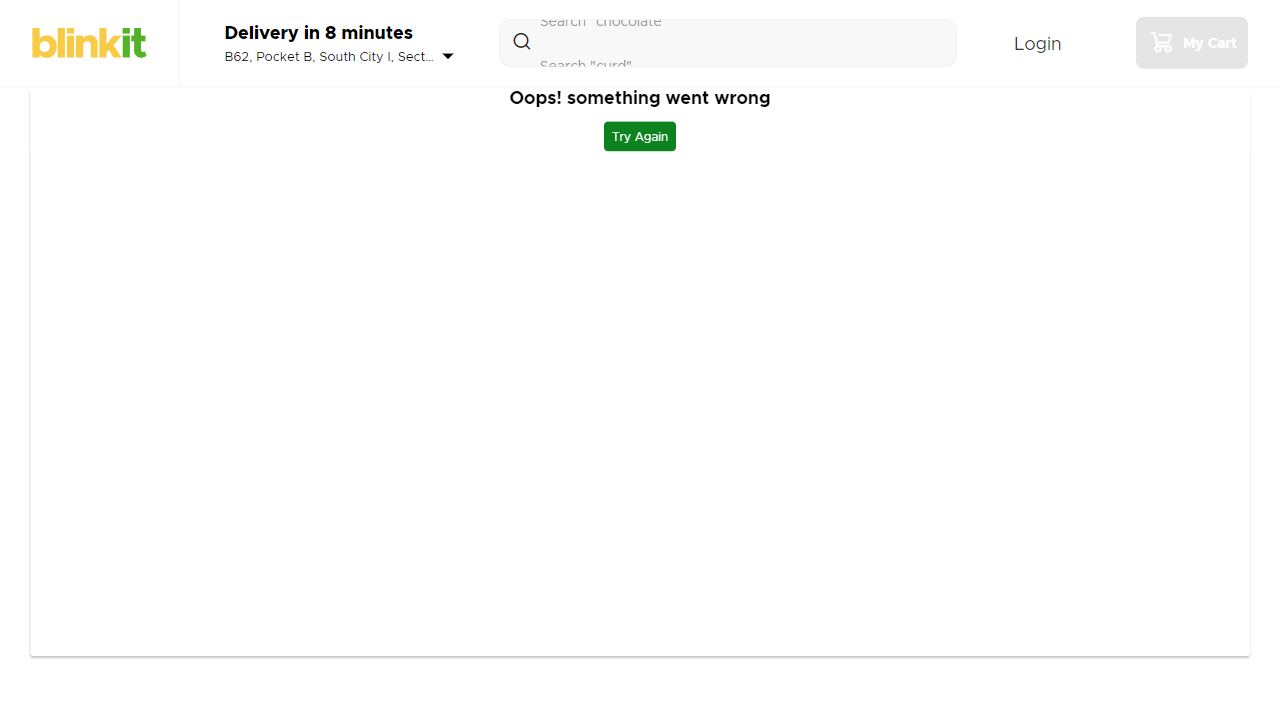 blinkit
Delivery in 8 minutes
B62, Pocket B, South City I, Sect...
Search "chocolate"
Search "curd"
Login
My Cart
Oops! something went wrong
Try Again